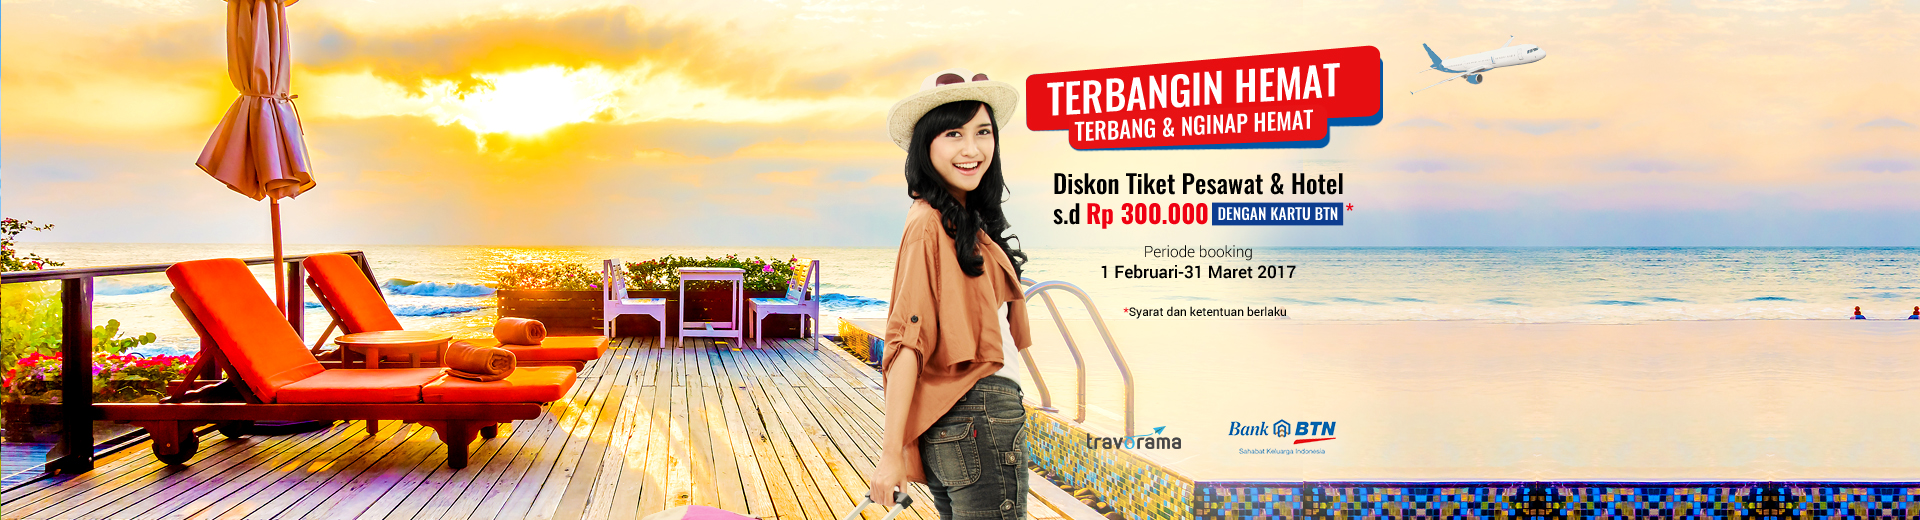 TERBANGIN HEMAT
TERBANG & NGINAP HEMAT
Diskon Tiket Pesawat & Hotel
s.d Rp 300.000 DENGAN KARTU BTN *
Periode booking
1 Februari-31 Maret 2017
*Syarat dan ketentuan berlaku
travorama
Bank BTN
Sahabat Keluarga Indonesia